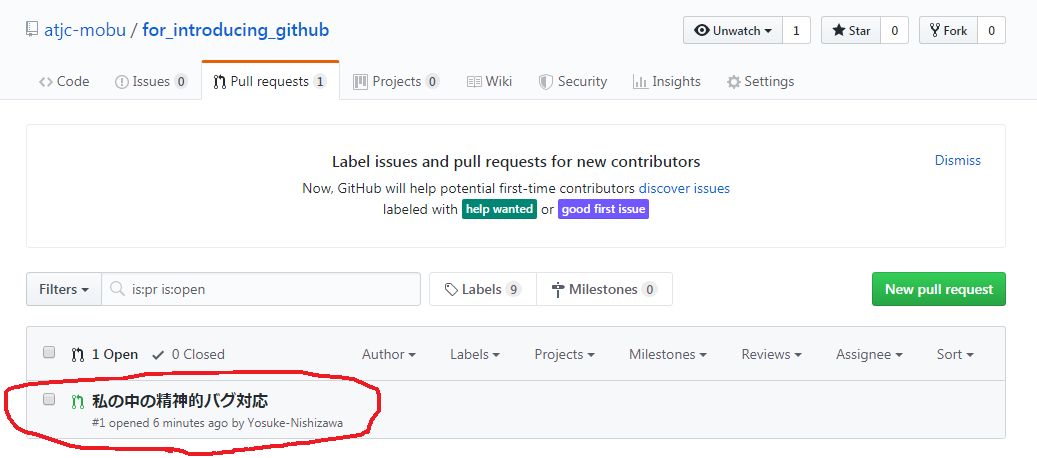 atjc-mobu / for_introducing_github
Unwatch 1 Star 0 Fork 0
Code Issues 0 Pull requests 1 Projects 0 Wiki Security Insights Settings
Label issues and pull requests for new contributors
Dismiss
Now, GitHub will help potential first-time contributors discover issues
labeled with help wanted or good first issue
Filters is:pr is:open Labels 9 Milestones 0 New pull request
1 Open 0 Closed Author Labels Projects Milestones Reviews Assignee Sort
私の中の精神的バグ対応
#1 opened 6 minutes ago by Yosuke-Nishizawa